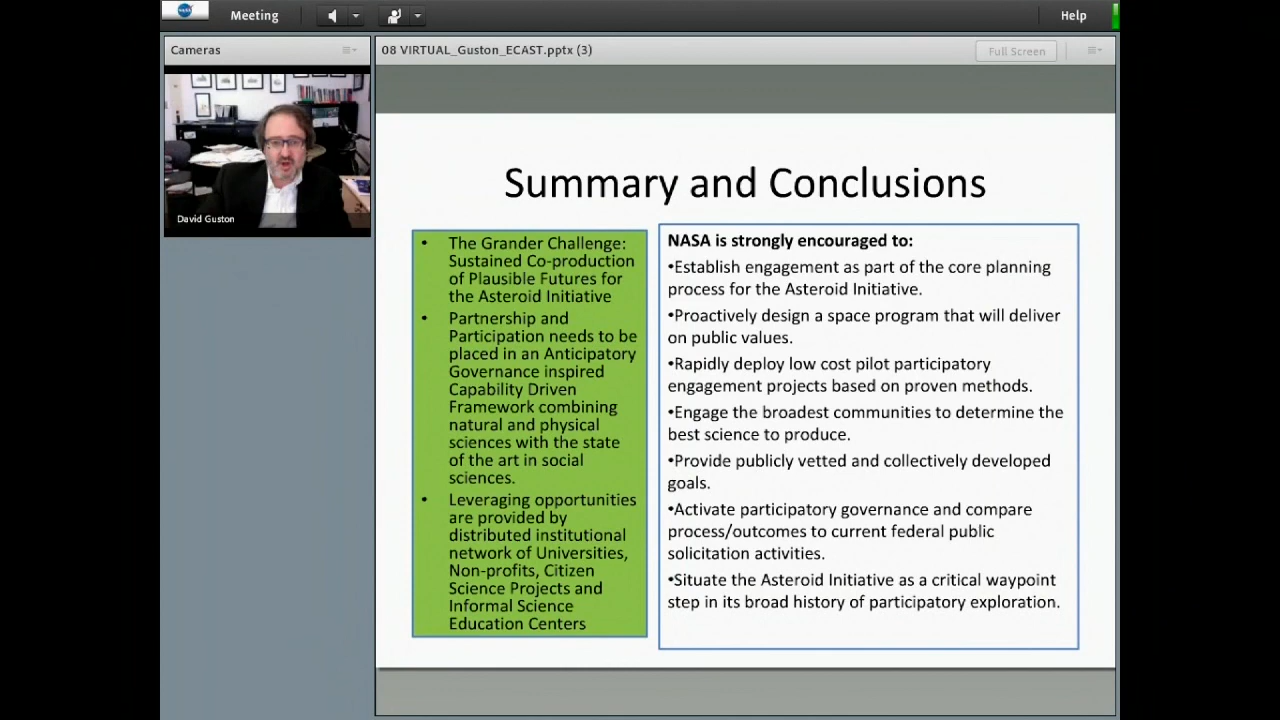 Meeting
Help
Cameras
David Guston
08 VIRTUAL_Guston_ECAST.pptx (3)
Full Screen
Summary and Conclusions
• The Grander Challenge:
Sustained Co-production
of Plausible Futures for
the Asteroid Initiative
• Partnership and
Participation needs to be
placed in an Anticipatory
Governance inspired
Capability Driven
Framework combining
natural and physical
sciences with the state
of the art in social
sciences.
• Leveraging opportunities
are provided by
distributed institutional
network of Universities,
Non-profits, Citizen
Science Projects and
Informal Science
Education Centers
NASA is strongly encouraged to:
•Establish engagement as part of the core planning
process for the Asteroid Initiative.
•Proactively design a space program that will deliver
on public values.
•Rapidly deploy low cost pilot participatory
engagement projects based on proven methods.
•Engage the broadest communities to determine the
best science to produce.
•Provide publicly vetted and collectively developed
goals.
•Activate participatory governance and compare
process/outcomes to current federal public
solicitation activities.
•Situate the Asteroid Initiative as a critical waypoint
step in its broad history of participatory exploration.